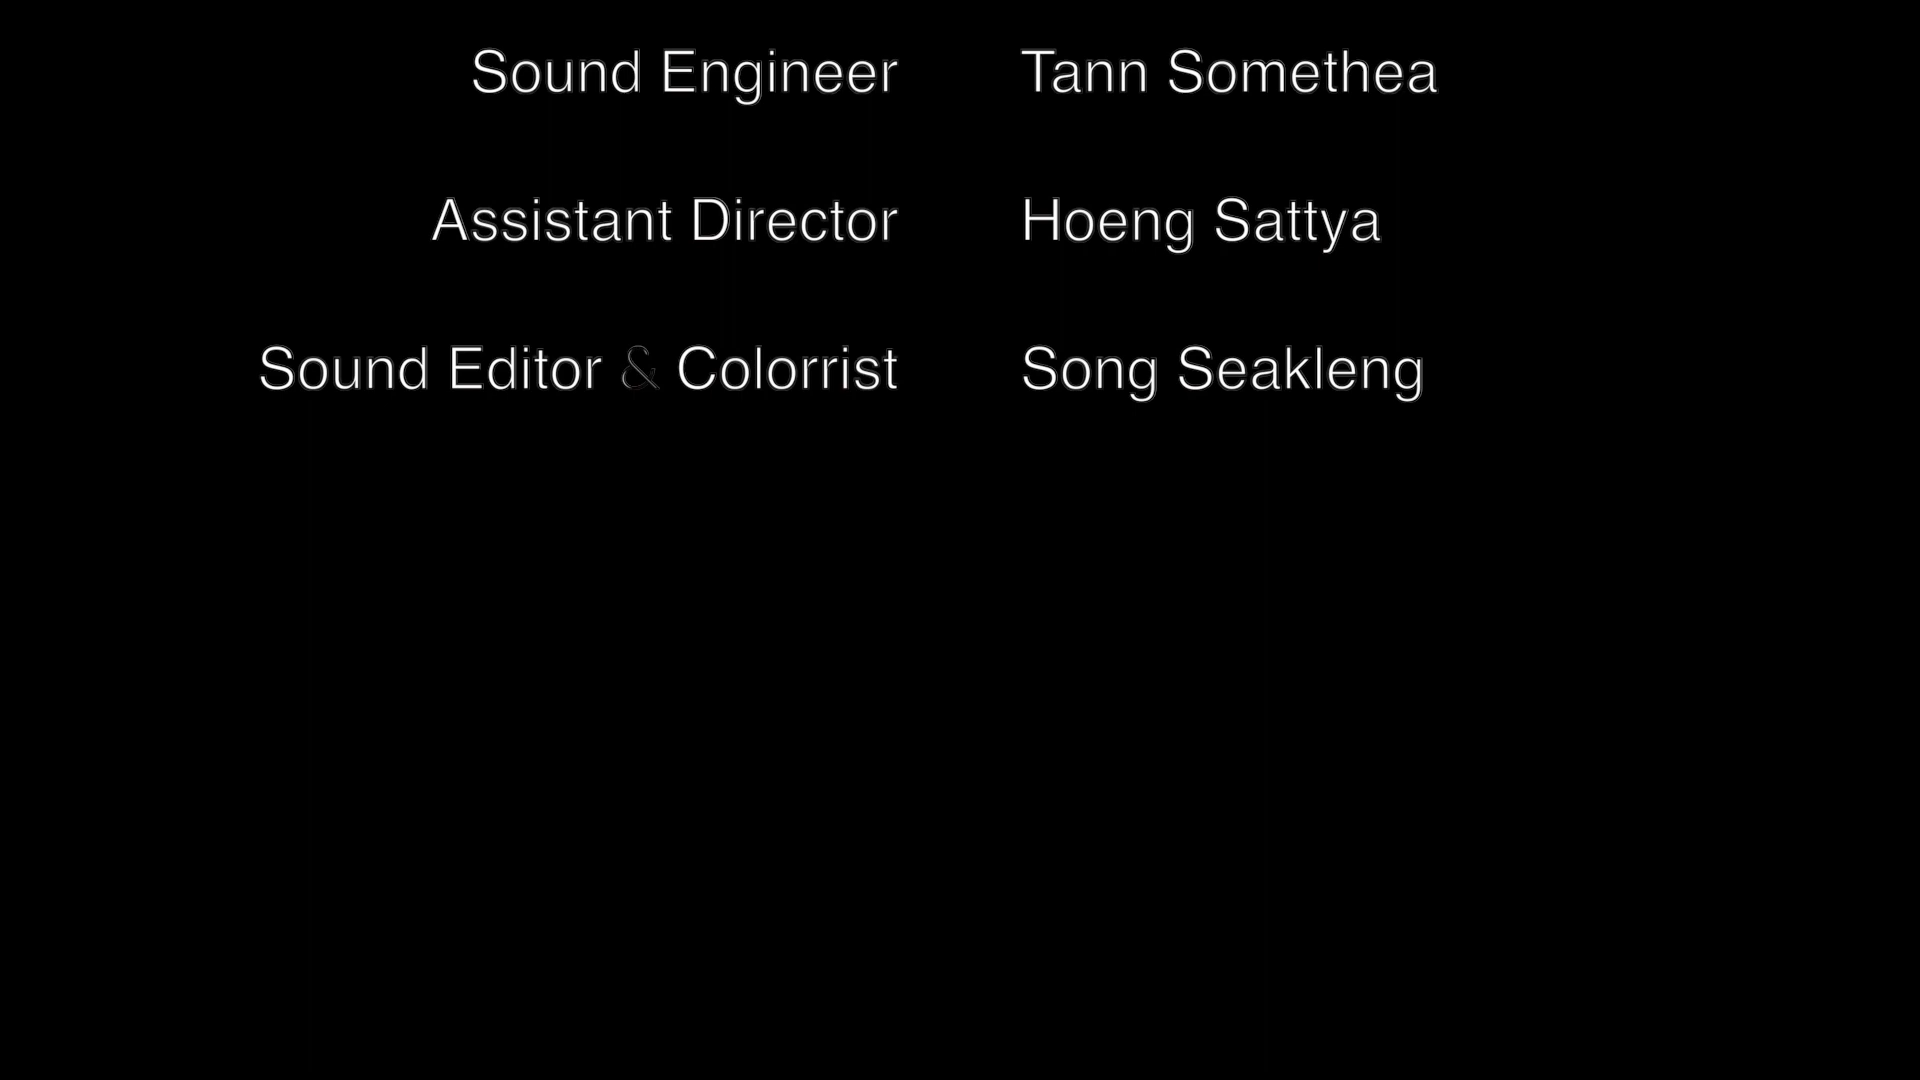 Sound Engineer Tann Somethea
Assistant Director Hoeng Sattya
Sound Editor & Colorrist Song Seakleng